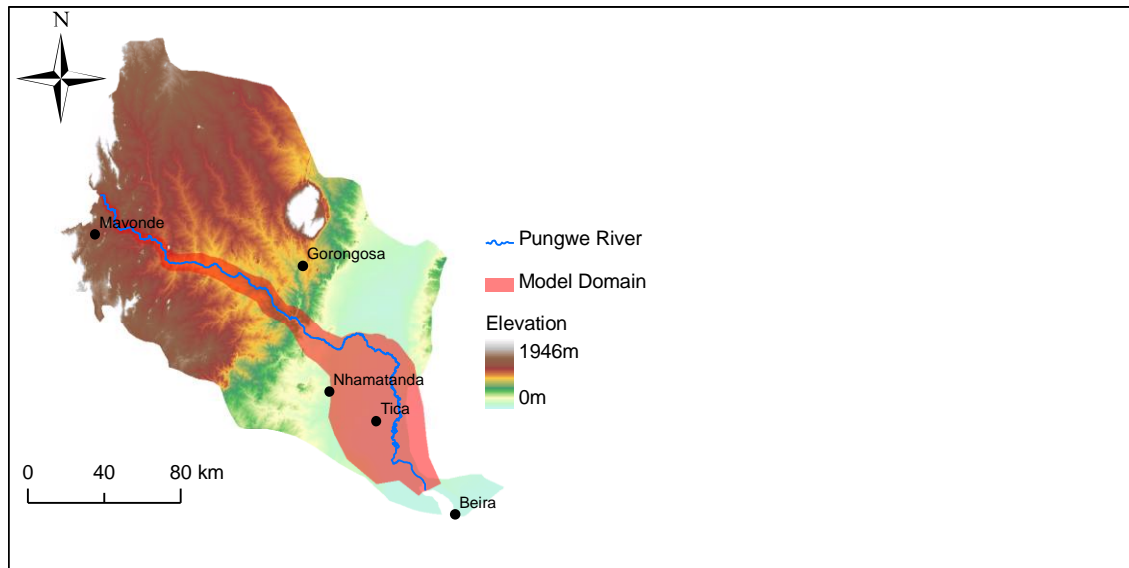 N
Mavonde
Gorongosa
Nhamatanda
Tica
Beira
0 40 80 km
Pungwe River
Model Domain
Elevation
1946m
0m